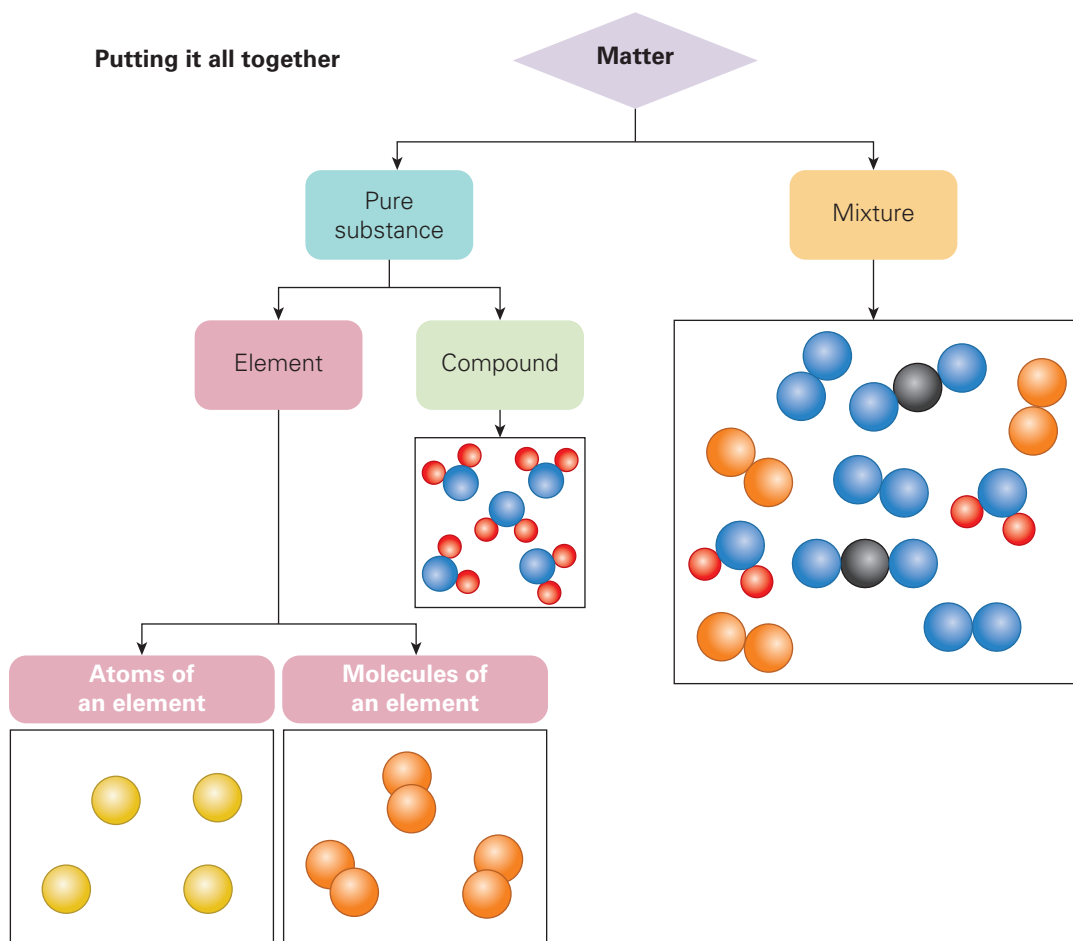 Putting it all together
Matter
Pure
substance
Mixture
Element
Compound
Atoms of
an element
Molecules of
an element